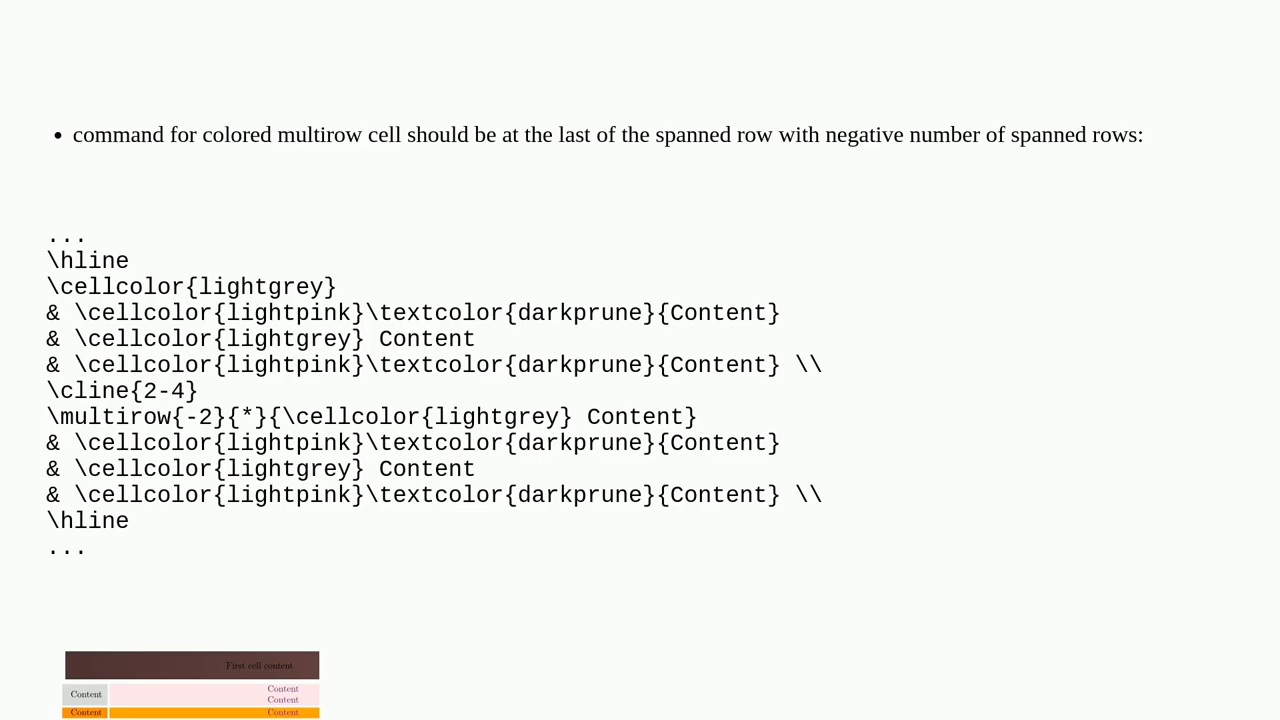 • command for colored multirow cell should be at the last of the spanned row with negative number of spanned rows:
...
\hline
\cellcolor{lightgrey}
& \cellcolor{lightpink}\textcolor{darkprune}{Content}
& \cellcolor{lightgrey} Content
& \cellcolor{lightpink}\textcolor{darkprune}{Content} \\
\cline{2-4}
\multirow{-2}{*}{\cellcolor{lightgrey} Content}
& \cellcolor{lightpink}\textcolor{darkprune}{Content}
& \cellcolor{lightgrey} Content
& \cellcolor{lightpink}\textcolor{darkprune}{Content} \\
\hline
...
First cell content
Content
Content
Content
Content Content